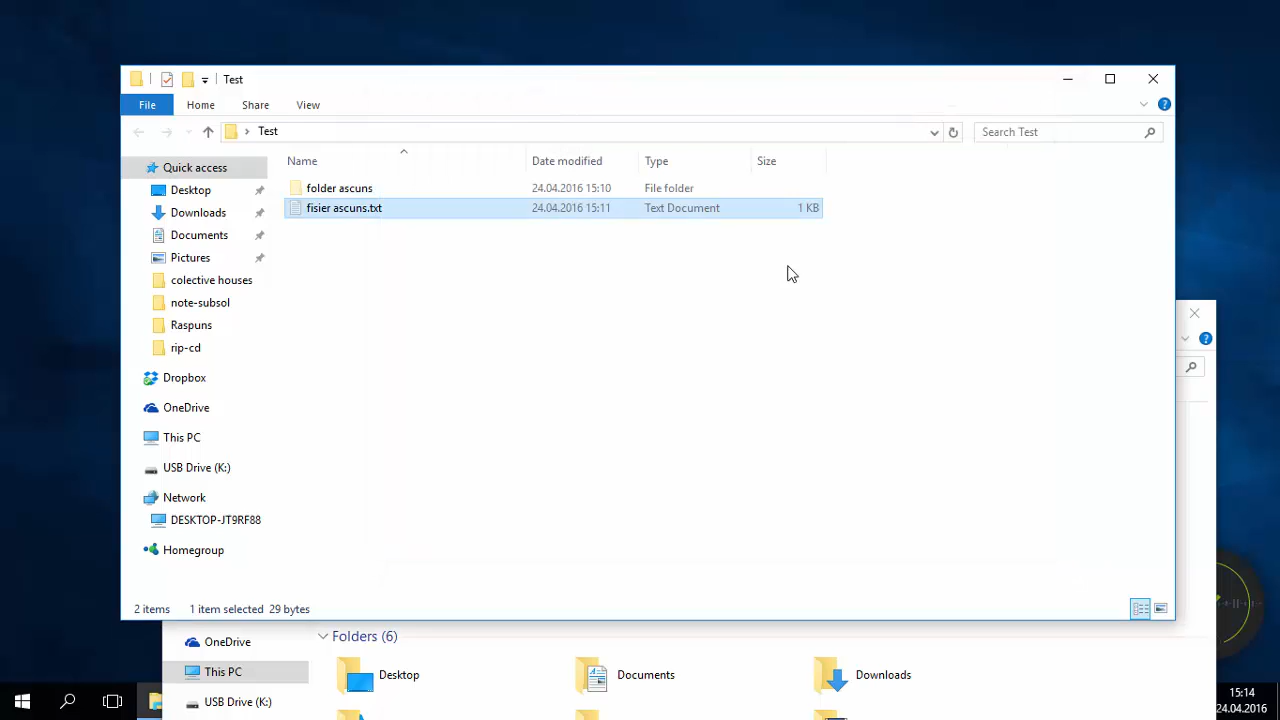 Test
File Home Share View
Test
Search Test
Name Date modified Type Size
Quick access
folder ascuns 24.04.2016 15:10 File folder
Desktop
fisier ascuns.txt 24.04.2016 15:11 Text Document 1 KB
Downloads
Documents
Pictures
colective houses
note-subsol
Raspuns
rip-cd
Dropbox
OneDrive
This PC
USB Drive (K:)
Network
DESKTOP-JT9RF88
Homegroup
2 items 1 item selected 29 bytes
OneDrive
Folders (6)
This PC
Desktop Documents Downloads
USB Drive (K:)
15:14
24.04.2016